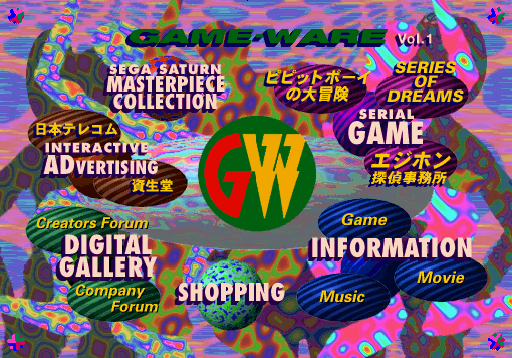 GAME-WARE Vol.1
SEGA SATURN
MASTERPIECE
COLLECTION
ビビットボーイ
の大冒険
SERIES
OF
DREAMS
SERIAL
GAME
エジホン
探偵事務所
日本テレコム
INTERACTIVE
ADVERTISING
資生堂
GW
Creators Forum
DIGITAL
GALLERY
Company
Forum
SHOPPING
Game
INFORMATION
Movie
Music